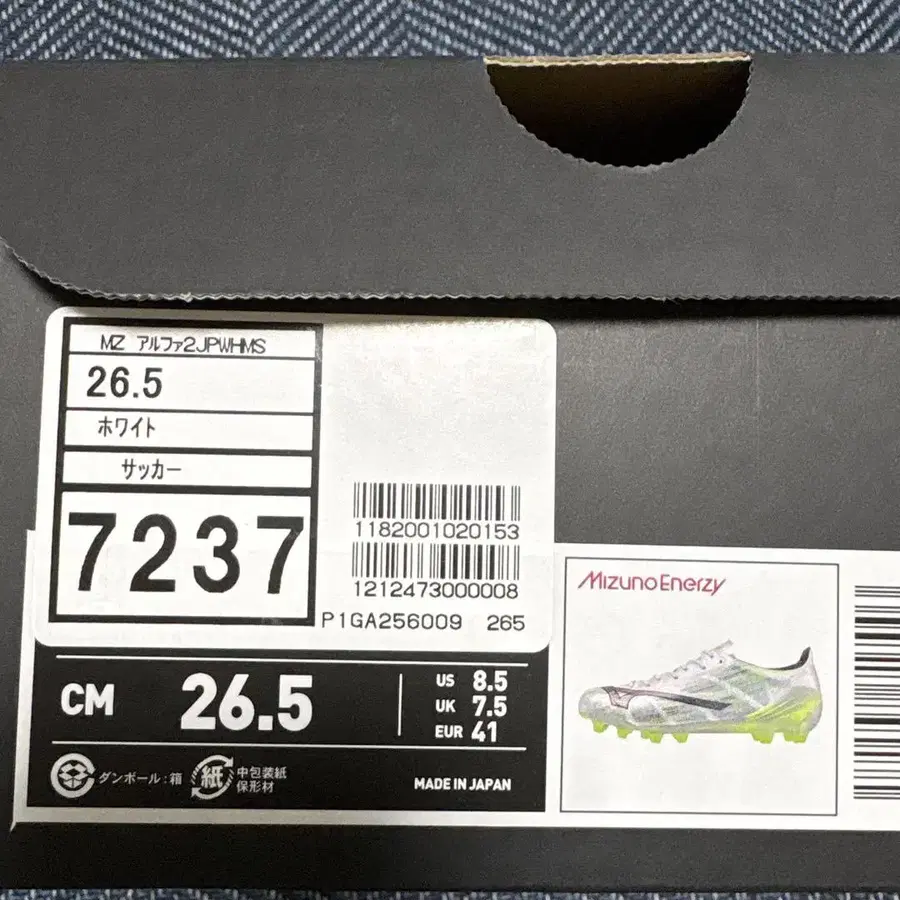 MZ アルファ2JPWHMS
26.5
ホワイト
サッカー
7237
1182001020153
1212473000008
P1GA256009 265
CM 26.5
US 8.5
UK 7.5
EUR 41
ダンボール:箱
紙
中包装紙
保形材
MADE IN JAPAN
MizunoEnerzy